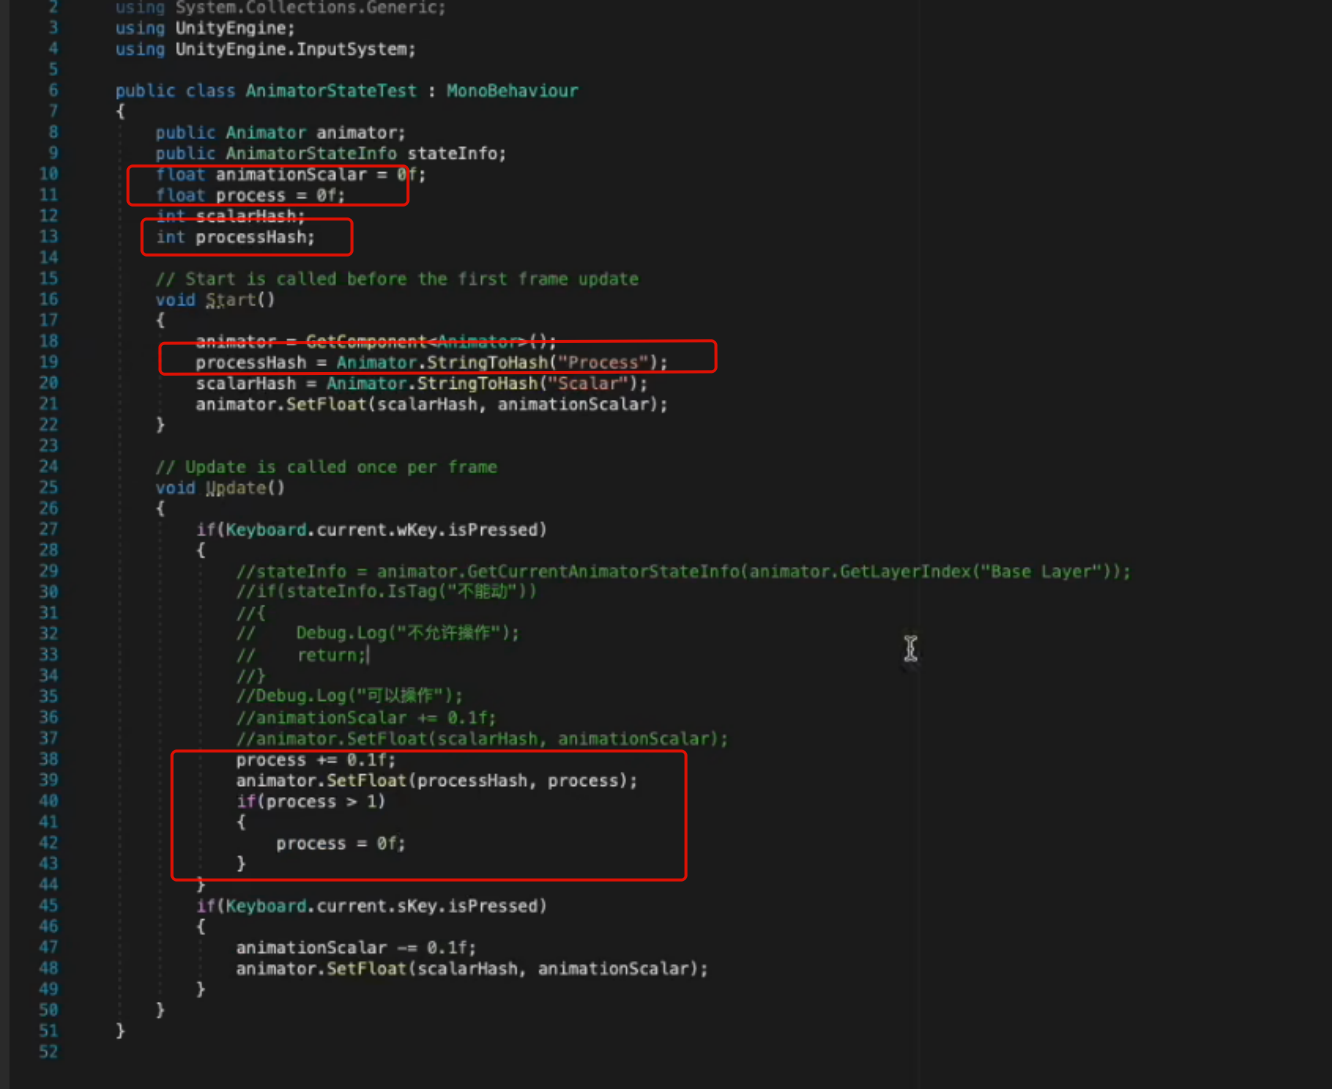 2 using System.Collections.Generic;
3 using UnityEngine;
4 using UnityEngine.InputSystem;
5
6 public class AnimatorStateTest : MonoBehaviour
7 {
8 public Animator animator;
9 public AnimatorStateInfo stateInfo;
10 float animationScalar = 0f;
11 float process = 0f;
12 int scalarHash;
13 int processHash;
14
15 // Start is called before the first frame update
16 void Start()
17 {
18 animator = GetComponent<Animator>();
19 processHash = Animator.StringToHash("Process");
20 scalarHash = Animator.StringToHash("Scalar");
21 animator.SetFloat(scalarHash, animationScalar);
22 }
23
24 // Update is called once per frame
25 void Update()
26 {
27 if(Keyboard.current.wKey.isPressed)
28 {
29 //stateInfo = animator.GetCurrentAnimatorStateInfo(animator.GetLayerIndex("Base Layer"));
30 //if(stateInfo.IsTag("不能动"))
31 //{
32 // Debug.Log("不允许操作");
33 // return;
34 //}
35 //Debug.Log("可以操作");
36 //animationScalar += 0.1f;
37 //animator.SetFloat(scalarHash, animationScalar);
38 process += 0.1f;
39 animator.SetFloat(processHash, process);
40 if(process > 1)
41 {
42 process = 0f;
43 }
44 }
45 if(Keyboard.current.sKey.isPressed)
46 {
47 animationScalar -= 0.1f;
48 animator.SetFloat(scalarHash, animationScalar);
49 }
50 }
51 }
52